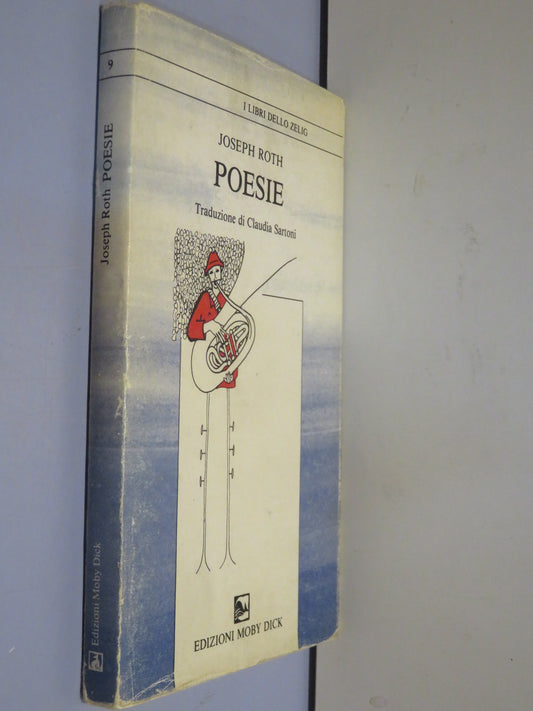 I LIBRI DELLO ZELIG
JOSEPH ROTH
POESIE
Traduzione di Claudia Sartoni
EDIZIONI MOBY DICK
9
Joseph Roth POESIE
Edizioni Moby Dick